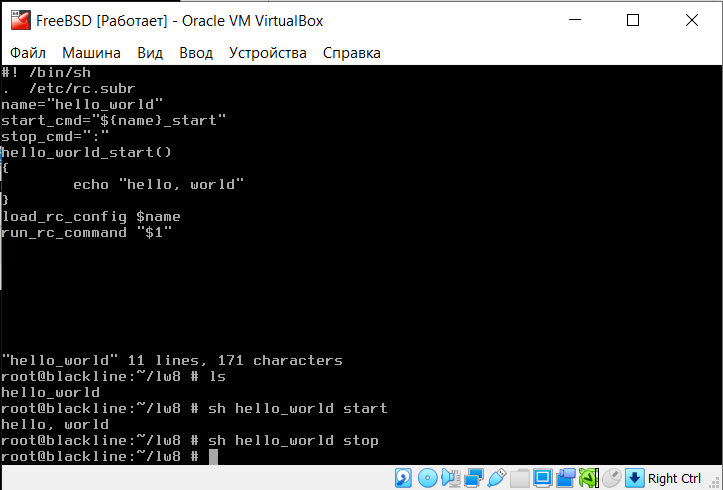 FreeBSD [Работает] - Oracle VM VirtualBox
Файл Машина Вид Ввод Устройства Справка
#! /bin/sh
.  /etc/rc.subr
name="hello_world"
start_cmd="${name}_start"
stop_cmd=":"
hello_world_start()
{
        echo "hello, world"
}
load_rc_config $name
run_rc_command "$1"
"hello_world" 11 lines, 171 characters
root@blackline:~/lw8 # ls
hello_world
root@blackline:~/lw8 # sh hello_world start
hello, world
root@blackline:~/lw8 # sh hello_world stop
root@blackline:~/lw8 #
Right Ctrl